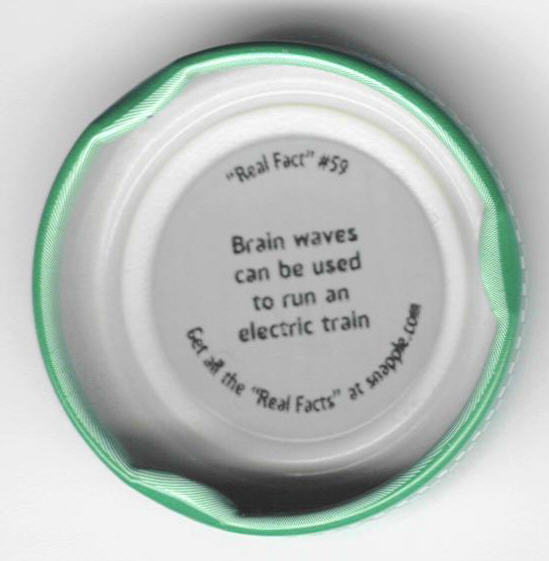 "Real Fact" #59
Brain waves
can be used
to run an
electric train
Get all the "Real Facts" at snapple.com